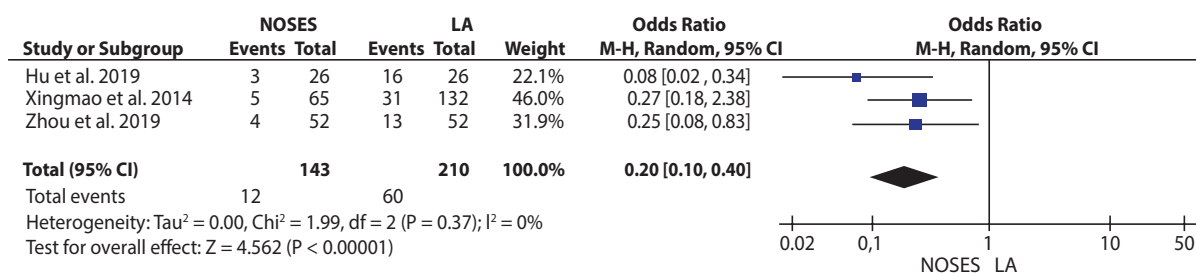 NOSES LA Odds Ratio Odds Ratio
Study or Subgroup Events Total Events Total Weight M-H, Random, 95% CI M-H, Random, 95% CI
Hu et al. 2019 3 26 16 26 22.1% 0.08 [0.02 , 0.34]
Xingmao et al. 2014 5 65 31 132 46.0% 0.27 [0.18, 2.38]
Zhou et al. 2019 4 52 13 52 31.9% 0.25 [0.08, 0.83]
Total (95% CI) 143 210 100.0% 0.20 [0.10, 0.40]
Total events 12 60
Heterogeneity: Tau² = 0.00, Chi² = 1.99, df = 2 (P = 0.37); I² = 0%
Test for overall effect: Z = 4.562 (P < 0.00001)
0.02 0,1 1 10 50
NOSES LA